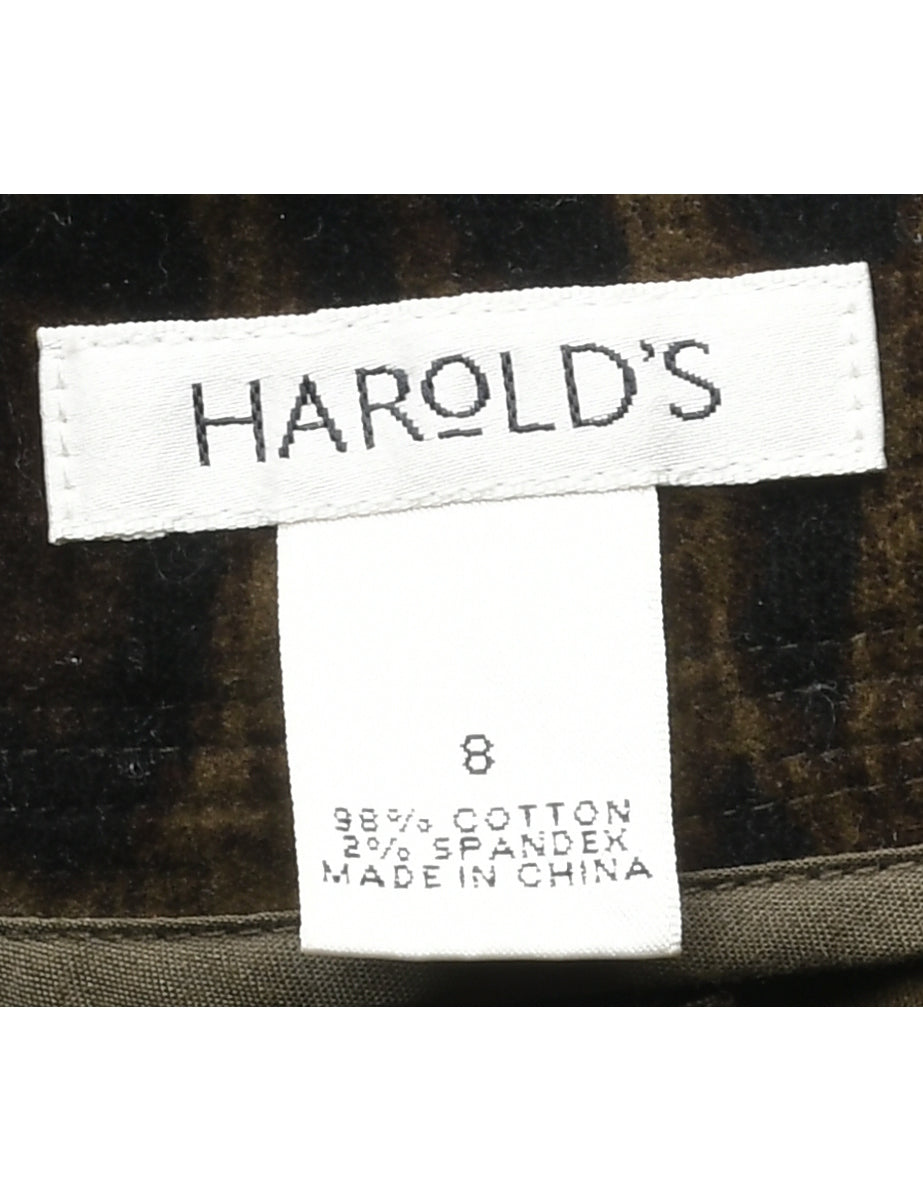 HAROLD'S
8
98% COTTON
2% SPANDEX
MADE IN CHINA